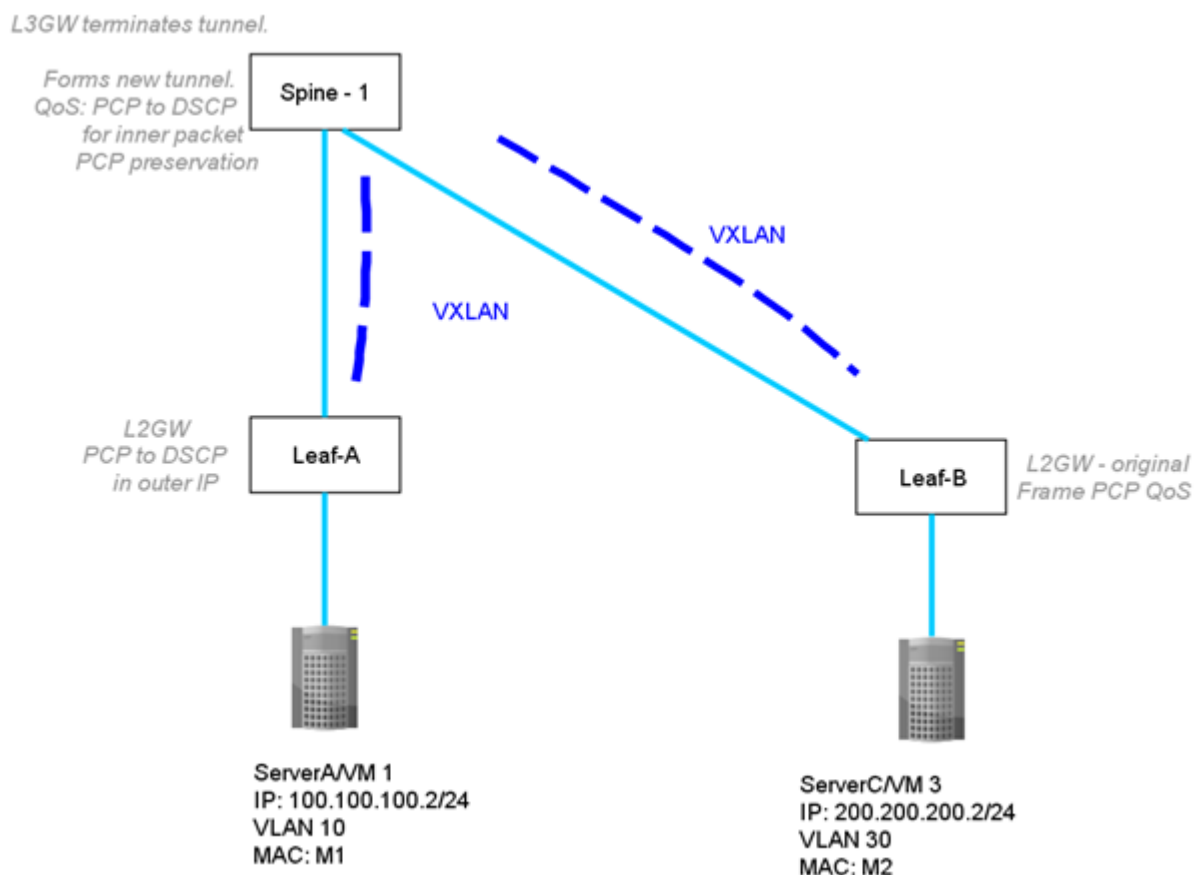 L3GW terminates tunnel.
Forms new tunnel.
QoS: PCP to DSCP
for inner packet
PCP preservation
Spine - 1
VXLAN
VXLAN
L2GW
PCP to DSCP
in outer IP
Leaf-A
Leaf-B
L2GW - original
Frame PCP QoS
ServerA/VM 1
IP: 100.100.100.2/24
VLAN 10
MAC: M1
ServerC/VM 3
IP: 200.200.200.2/24
VLAN 30
MAC: M2